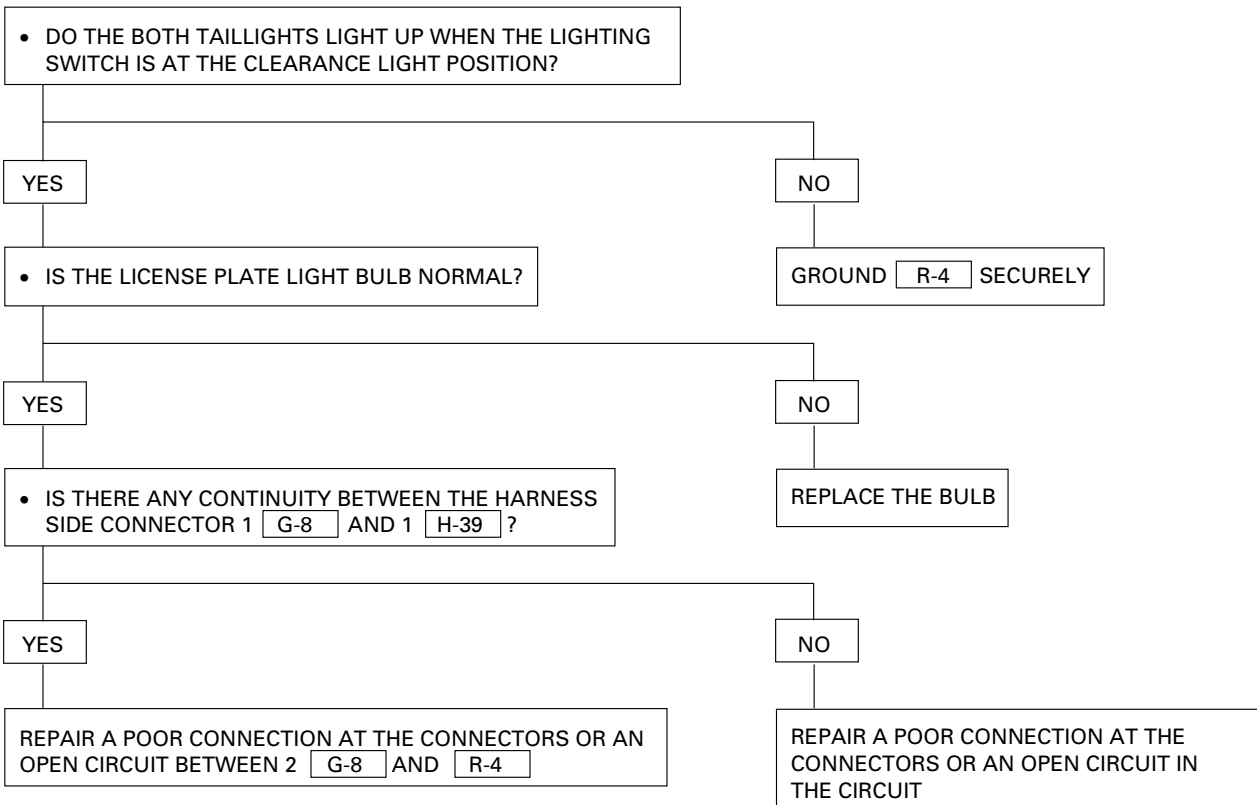 • DO THE BOTH TAILLIGHTS LIGHT UP WHEN THE LIGHTING
SWITCH IS AT THE CLEARANCE LIGHT POSITION?
YES
NO
• IS THE LICENSE PLATE LIGHT BULB NORMAL?
GROUND R-4 SECURELY
YES
NO
• IS THERE ANY CONTINUITY BETWEEN THE HARNESS
SIDE CONNECTOR 1 G-8 AND 1 H-39 ?
REPLACE THE BULB
YES
NO
REPAIR A POOR CONNECTION AT THE CONNECTORS OR AN
OPEN CIRCUIT BETWEEN 2 G-8 AND R-4
REPAIR A POOR CONNECTION AT THE
CONNECTORS OR AN OPEN CIRCUIT IN
THE CIRCUIT